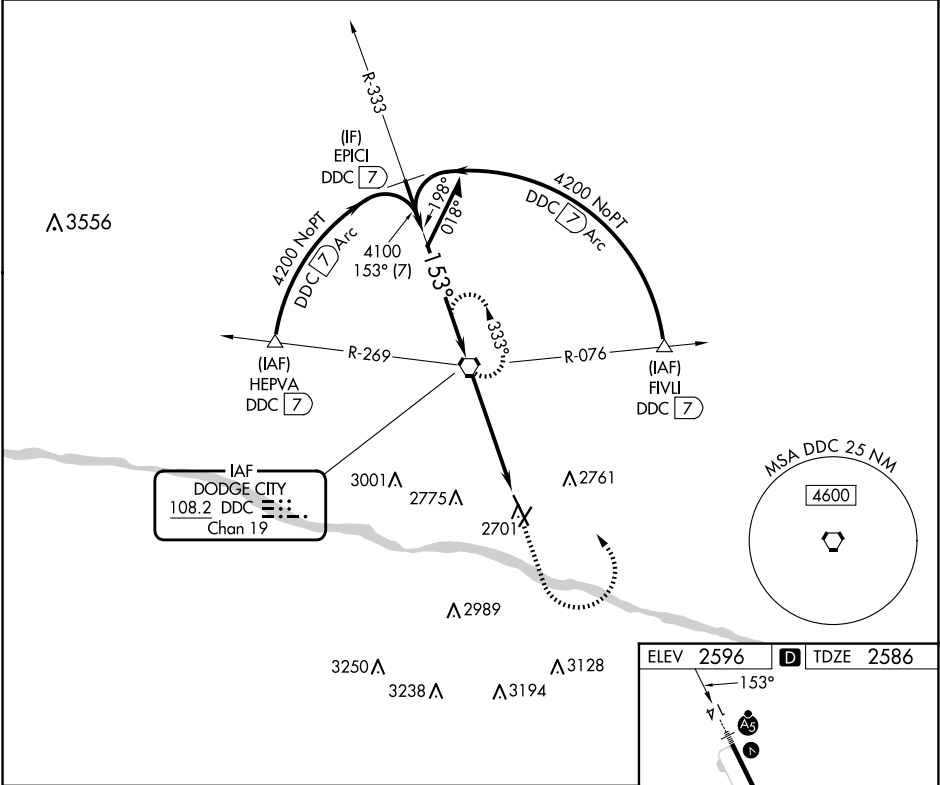 R-333
(IF)
EPICI
DDC 7
4200 NoPT
DDC 7 Arc
4200 NoPT
DDC 7 Arc
198°
018°
3556
4100
153° (7)
153°
333°
R-269
R-076
(IAF)
HEPVA
DDC 7
(IAF)
FIVLI
DDC 7
IAF
DODGE CITY
108.2 DDC
Chan 19
3001
2775
2761
2701
MSA DDC 25 NM
4600
2989
3250
3238
3194
3128
ELEV 2596 D TDZE 2586
153°
A5